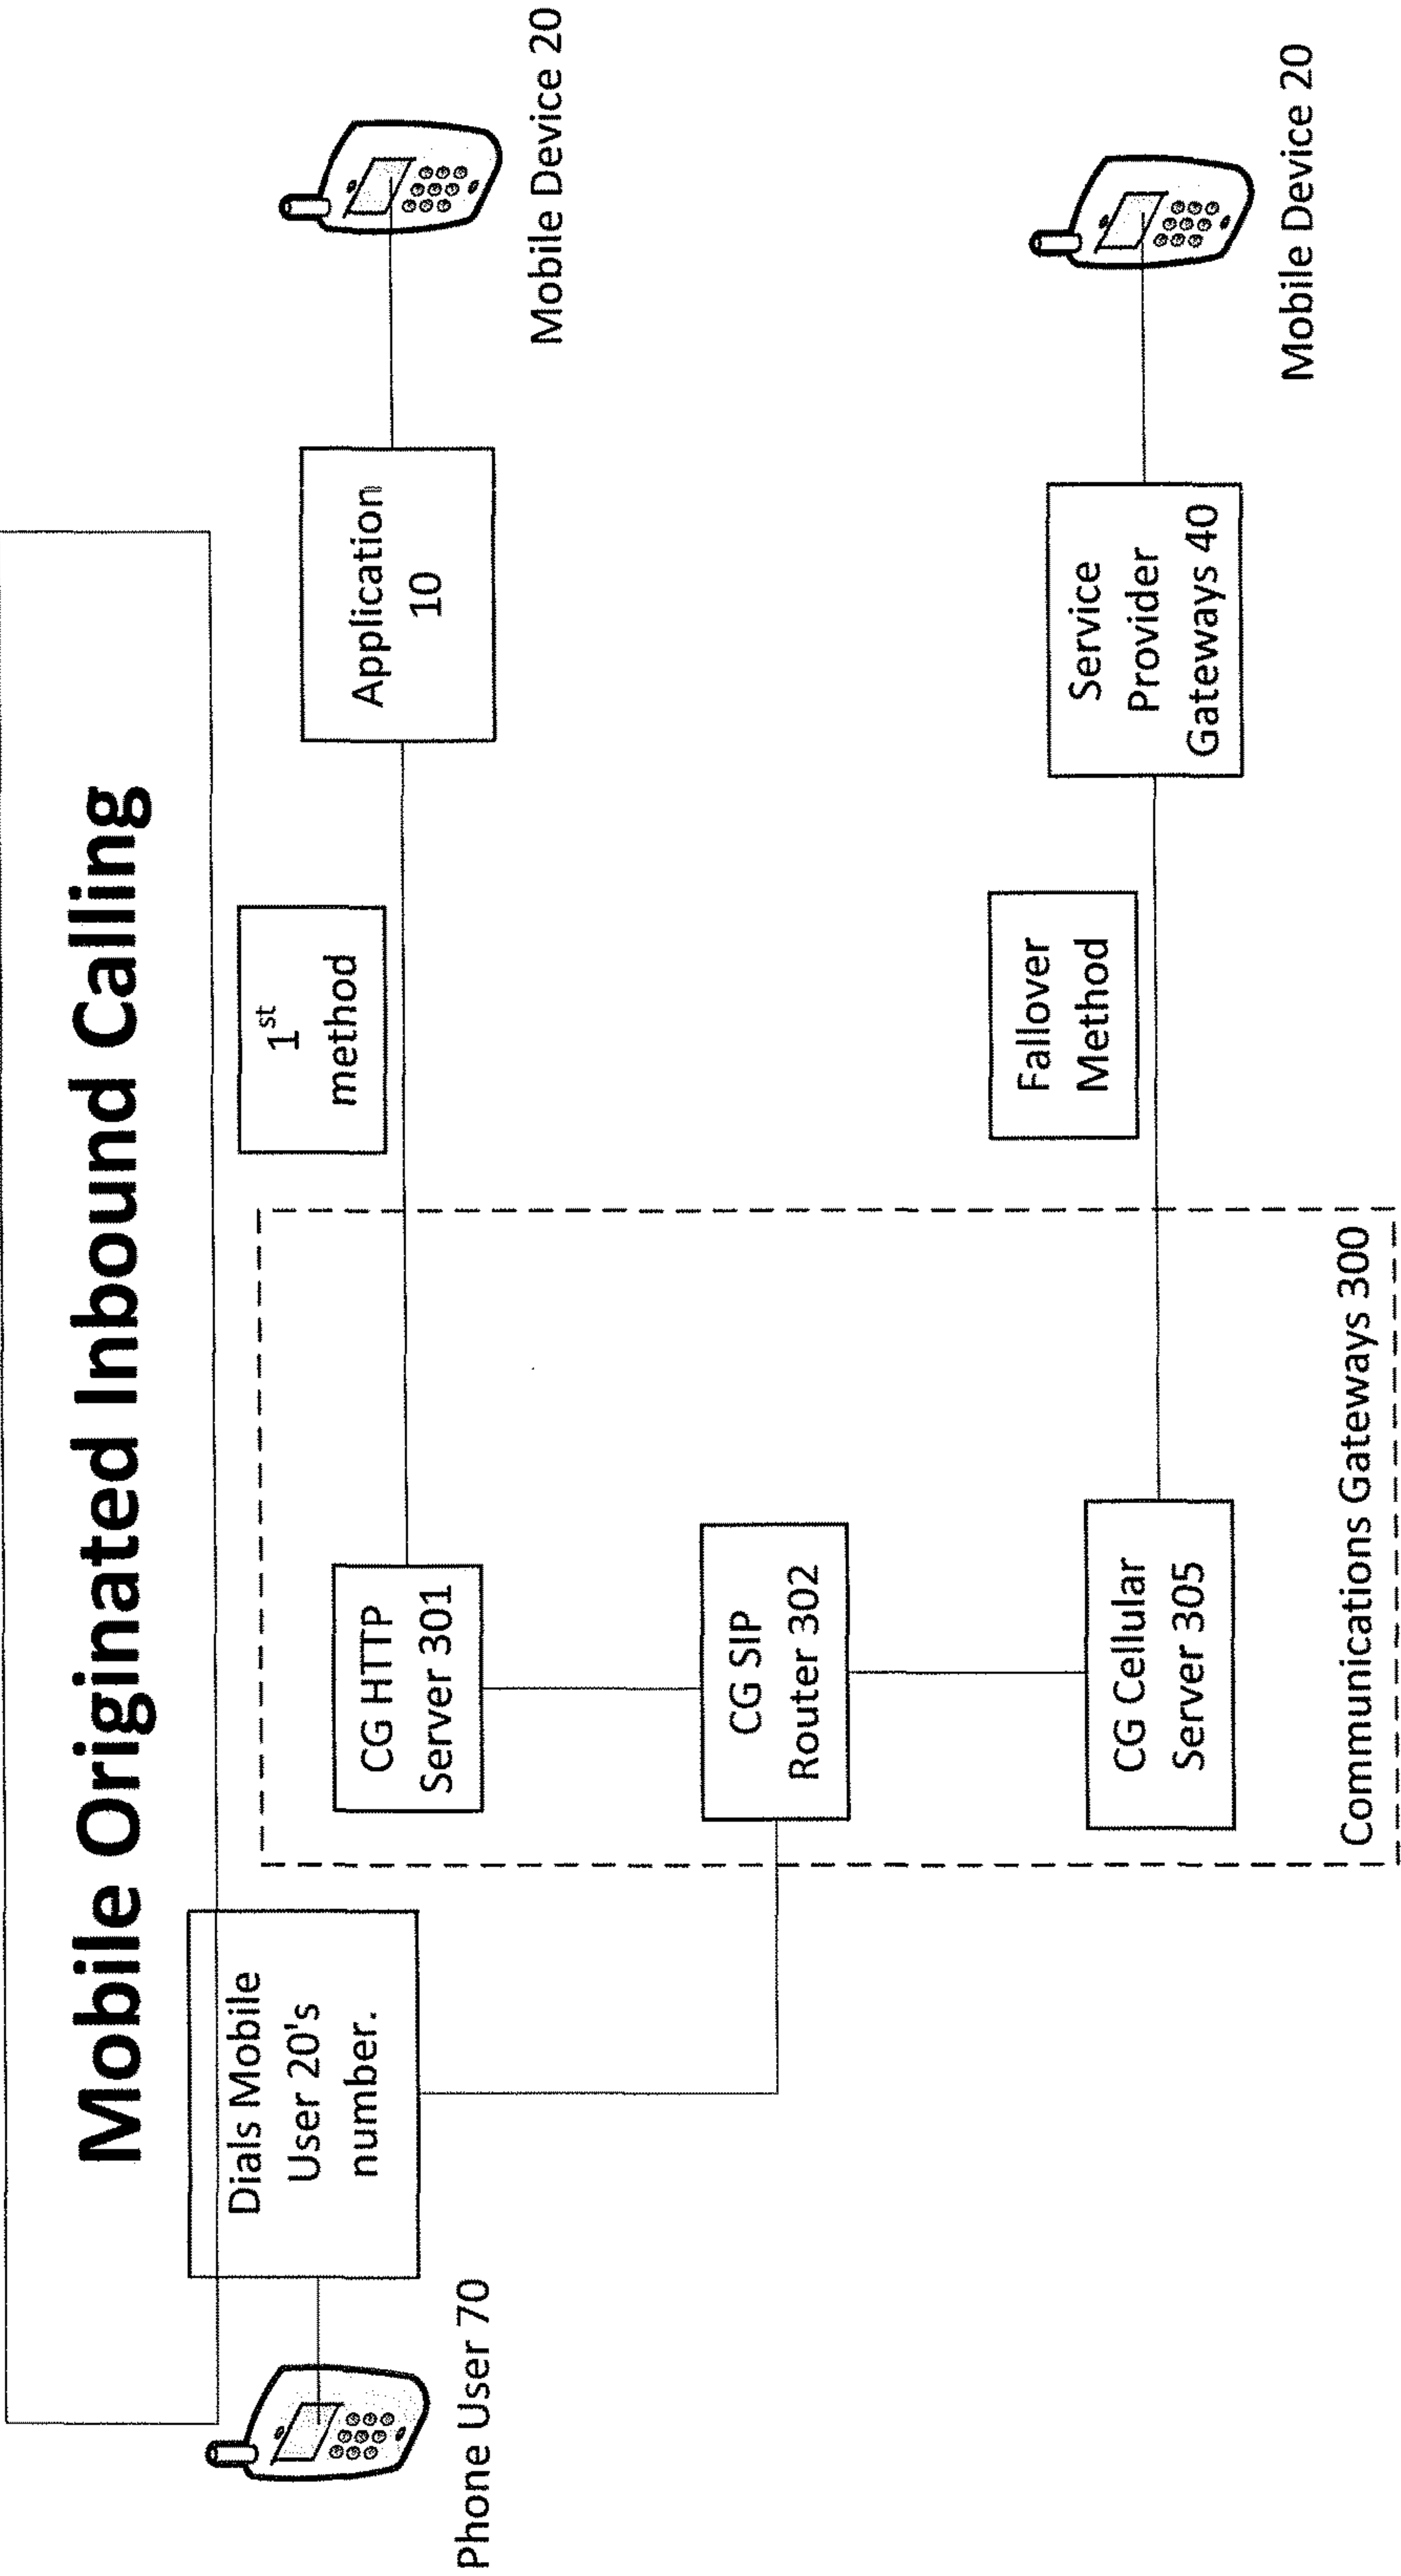 Mobile Originated Inbound Calling
Dials Mobile
User 20's
number.
Phone User 70
CG HTTP
Server 301
CG SIP
Router 302
CG Cellular
Server 305
Communications Gateways 300
1st
method
Application
10
Mobile Device 20
Fallover
Method
Service
Provider
Gateways 40
Mobile Device 20